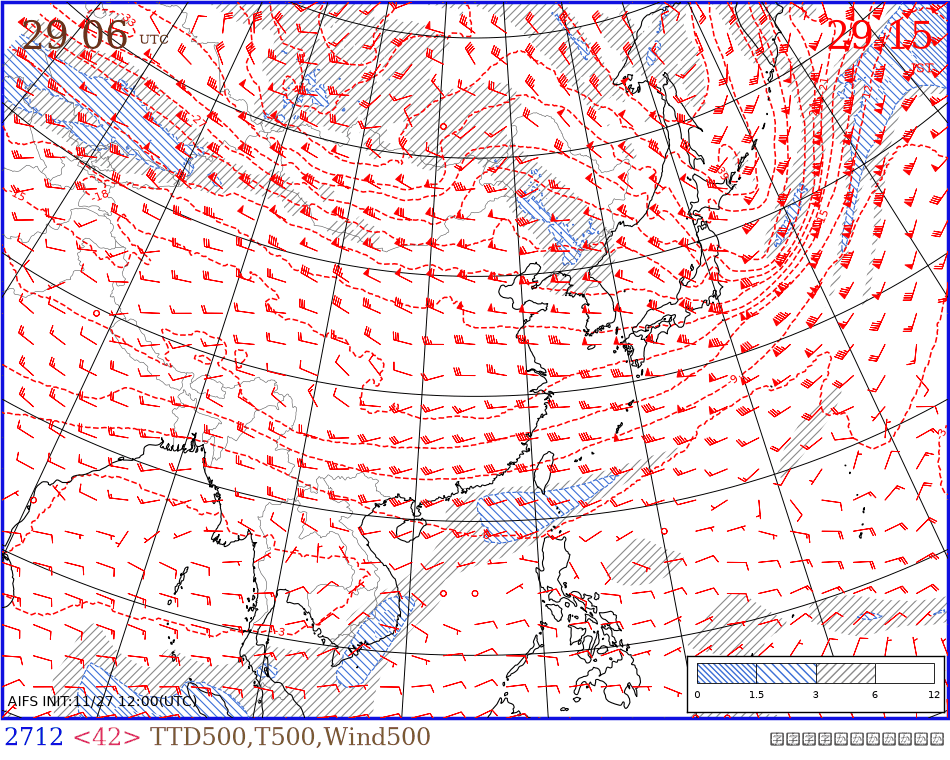 29 06 UTC 29 15
JST
AIFS INIT:11/27 12:00(UTC)
0 1.5 3 6 12
2712 <42> TTD500,T500,Wind500